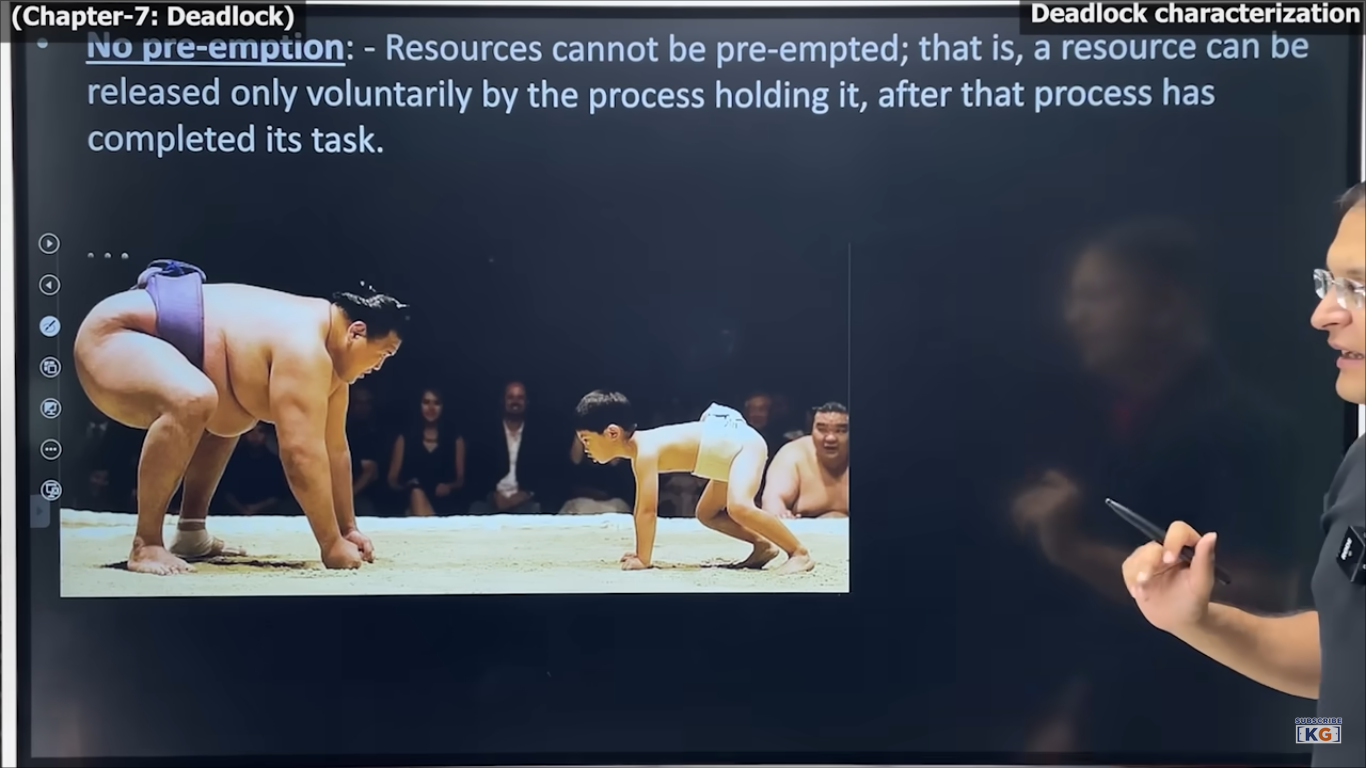 (Chapter-7: Deadlock)
Deadlock characterization
• No pre-emption: - Resources cannot be pre-empted; that is, a resource can be
released only voluntarily by the process holding it, after that process has
completed its task.
SUBSCRIBE
[KG]